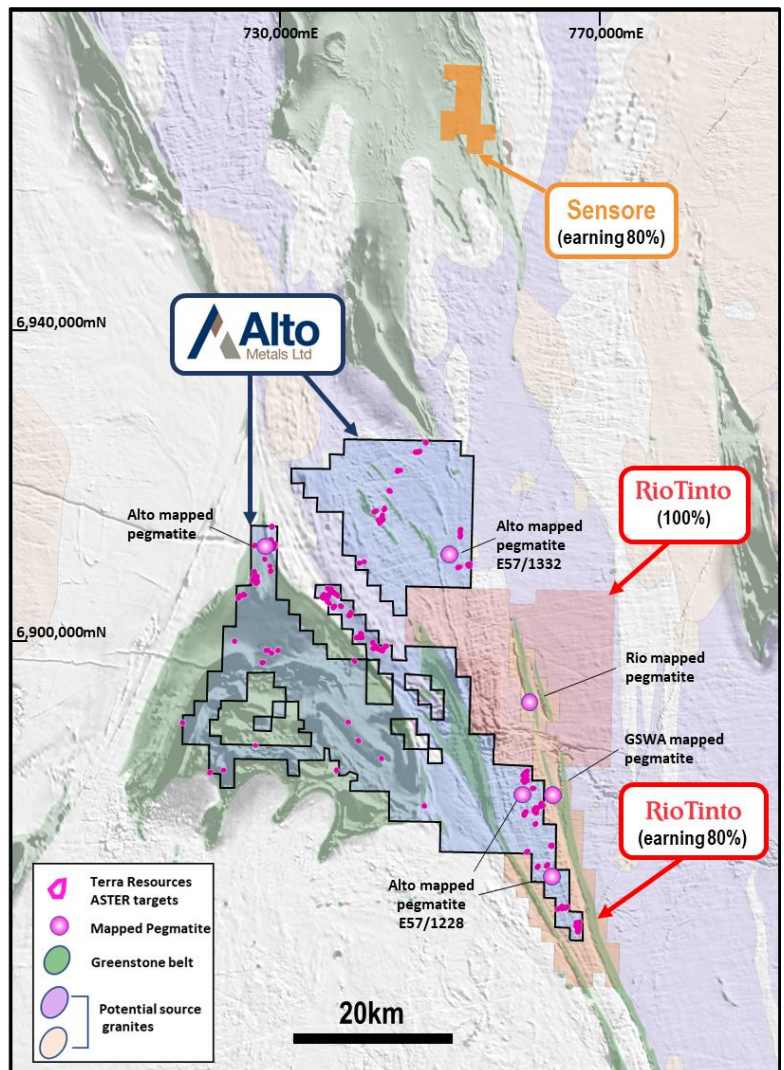 730,000mE
770,000mE
Sensore
(earning 80%)
6,940,000mN
Alto
Metals Ltd
RioTinto
(100%)
Alto mapped
pegmatite
Alto mapped
pegmatite
E57/1332
6,900,000mN
Rio mapped
pegmatite
GSWA mapped
pegmatite
RioTinto
(earning 80%)
Alto mapped
pegmatite
E57/1228
Terra Resources
ASTER targets
Mapped Pegmatite
Greenstone belt
Potential source
granites
20km